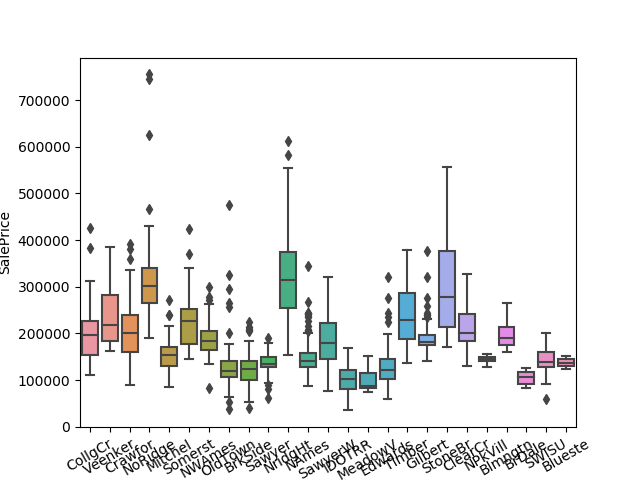 700000
600000
500000
400000
300000
200000
100000
0
SalePrice
CollgCr
Veenker
Crawfor
NoRidge
Mitchel
Somerst
NWAmes
OldTown
BrkSide
Sawyer
NridgHt
NAmes
SawyerW
IDOTRR
MeadowV
Edwards
Timber
Gilbert
StoneBr
ClearCr
NPkVill
Blmngtn
BrDale
SWISU
Blueste